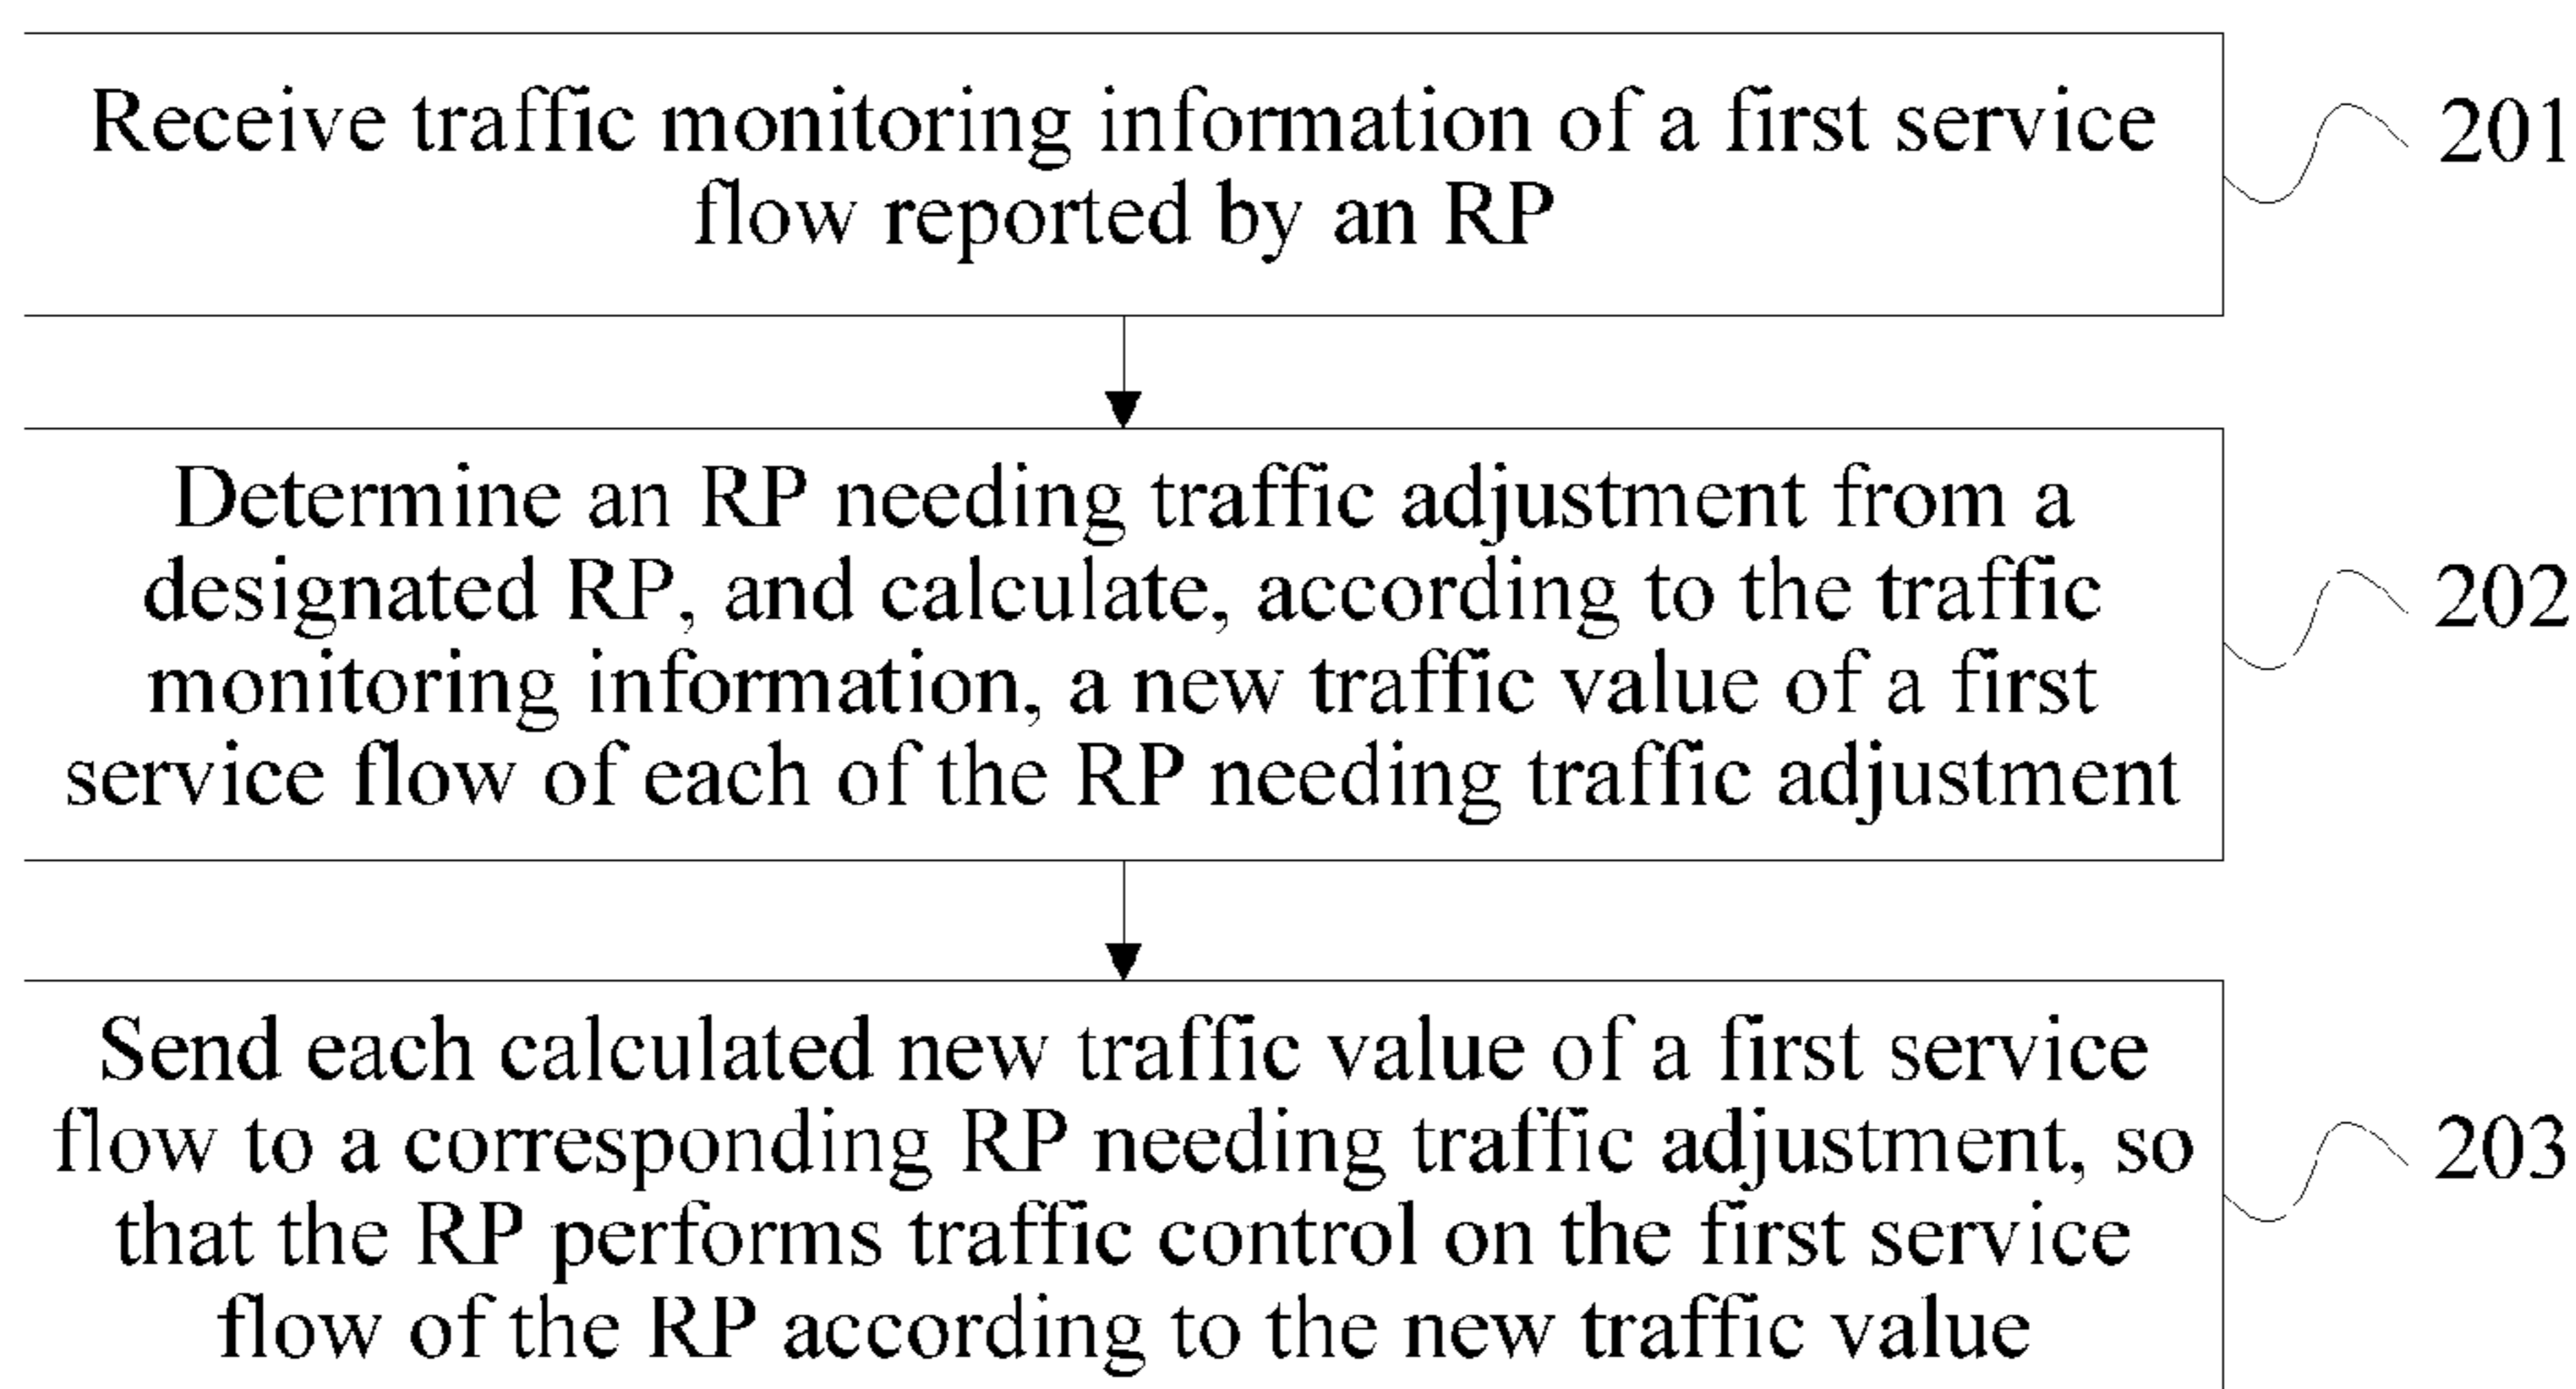 Receive traffic monitoring information of a first service
flow reported by an RP
201
Determine an RP needing traffic adjustment from a
designated RP, and calculate, according to the traffic
monitoring information, a new traffic value of a first
service flow of each of the RP needing traffic adjustment
202
Send each calculated new traffic value of a first service
flow to a corresponding RP needing traffic adjustment, so
that the RP performs traffic control on the first service
flow of the RP according to the new traffic value
203